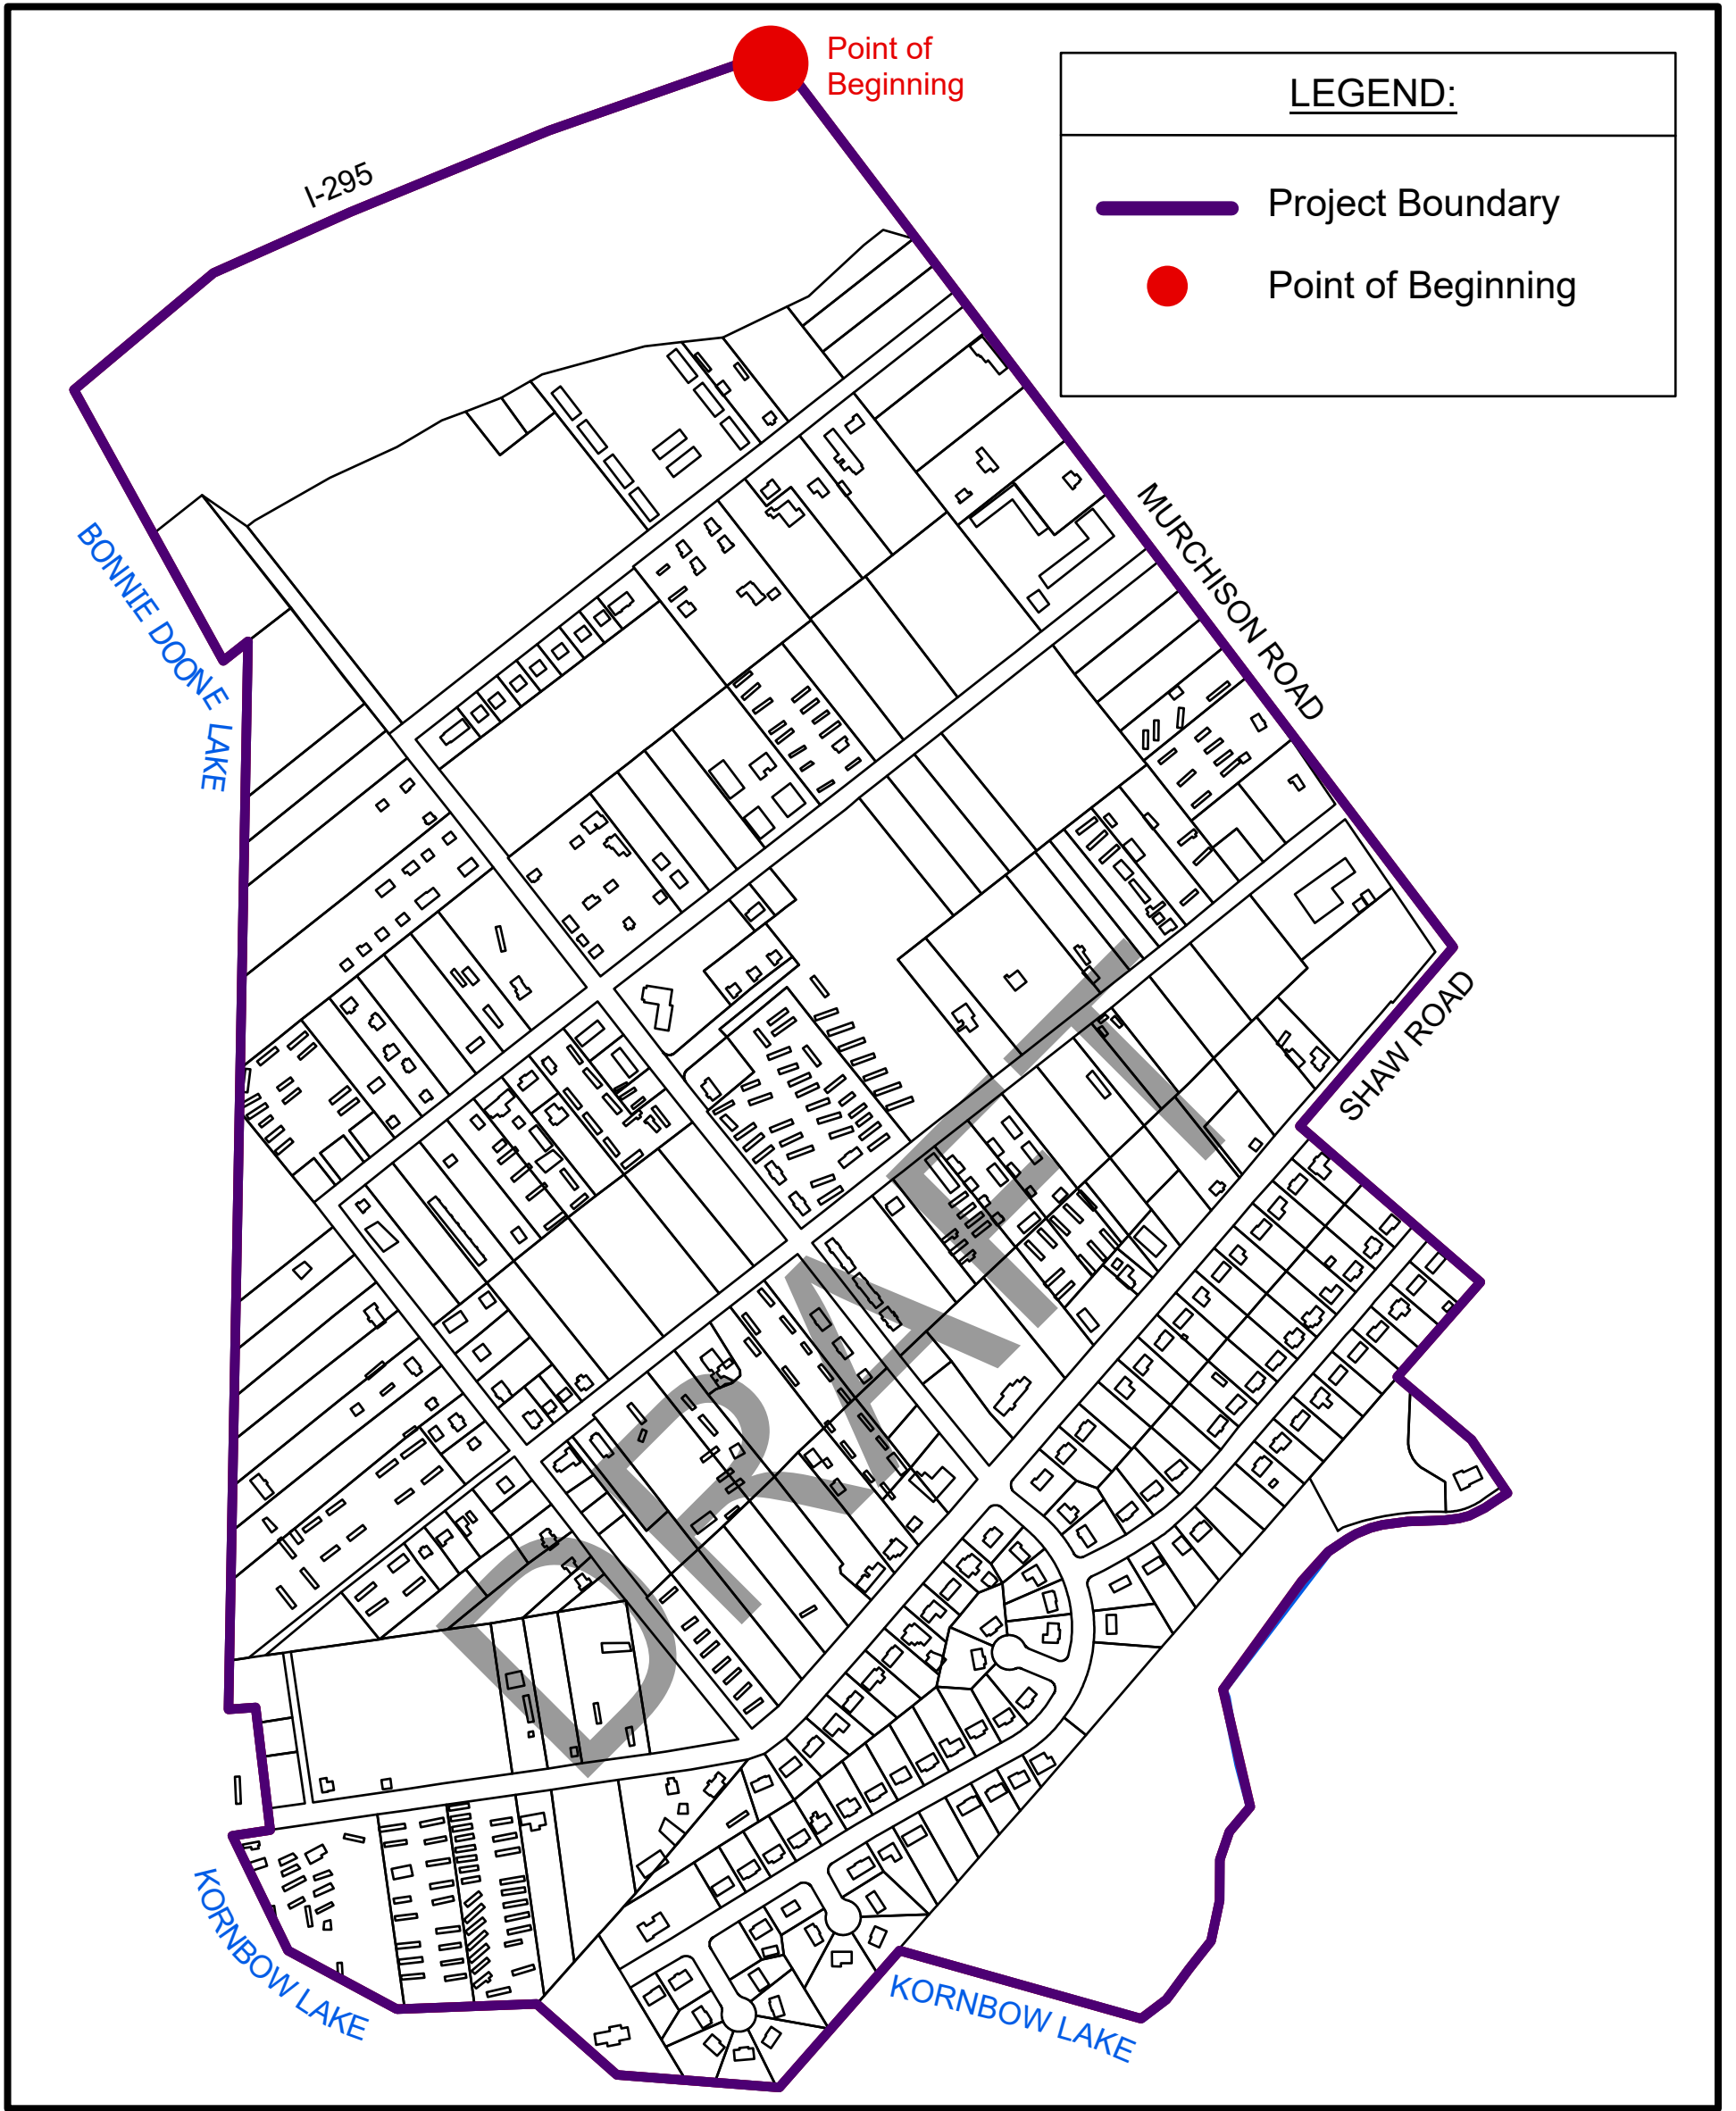 Point of
Beginning
LEGEND:
Project Boundary
Point of Beginning
I-295
MURCHISON ROAD
BONNIE DOONE LAKE
SHAW ROAD
DRAFT
KORNBOW LAKE
KORNBOW LAKE